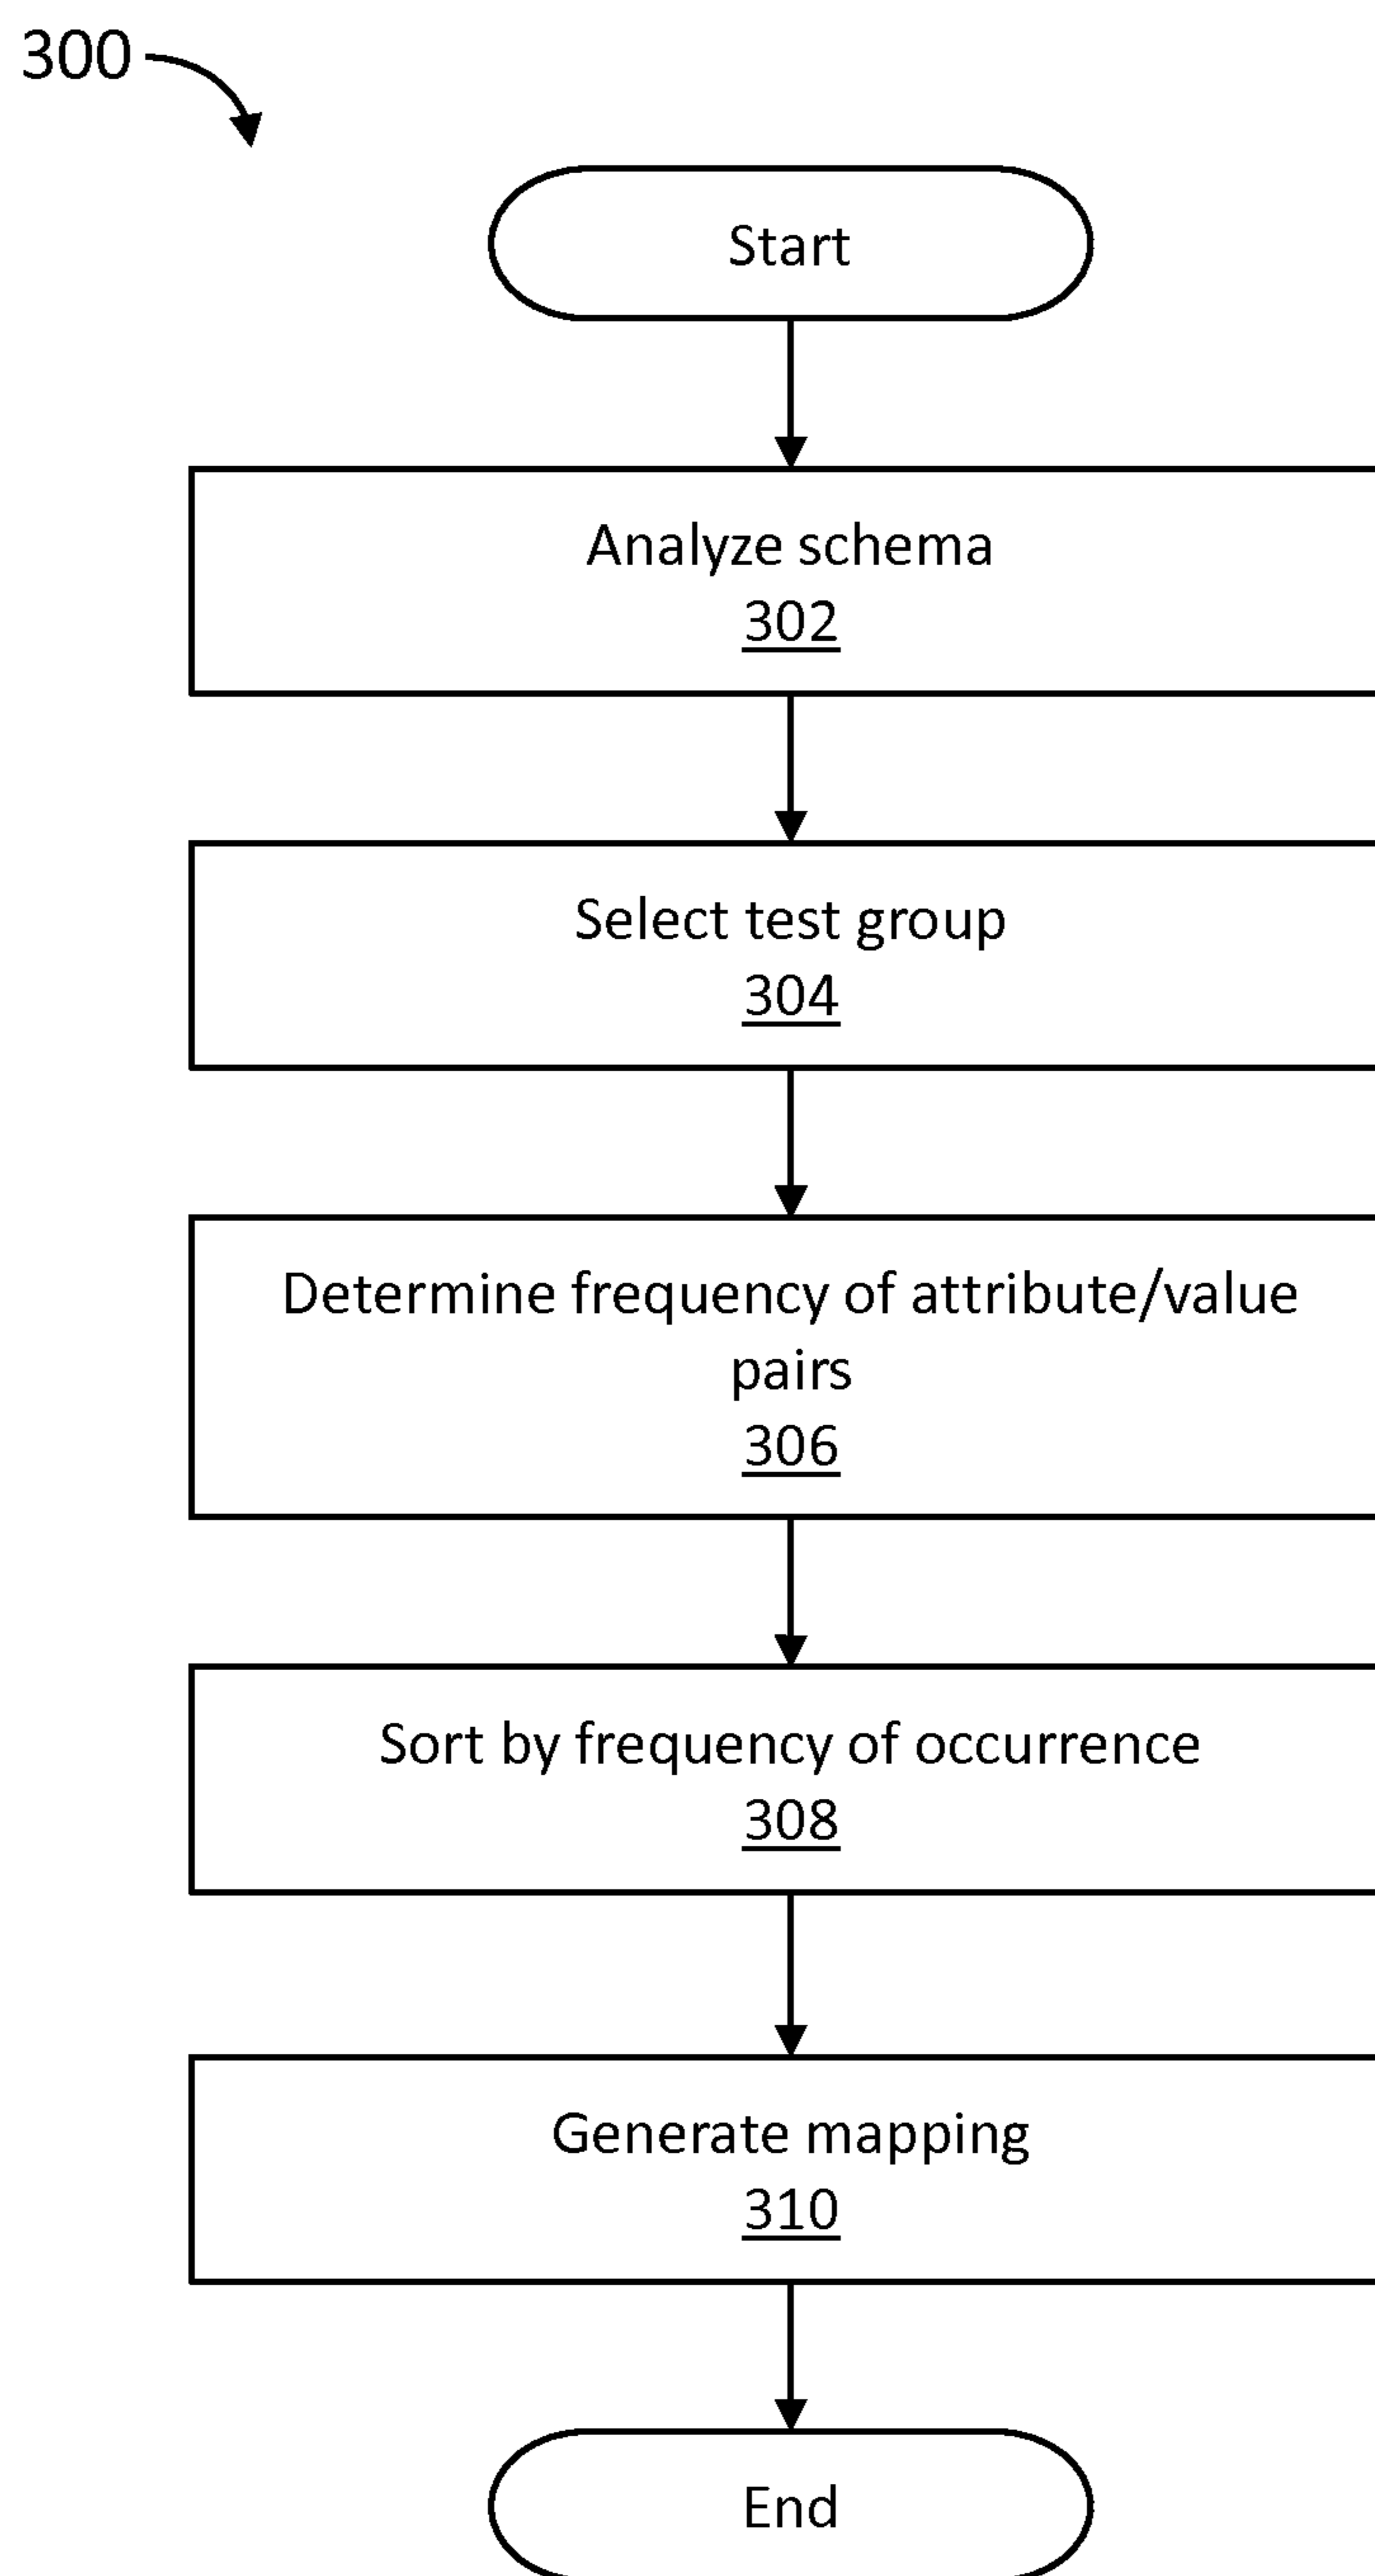 300
Start
Analyze schema
302
Select test group
304
Determine frequency of attribute/value
pairs
306
Sort by frequency of occurrence
308
Generate mapping
310
End